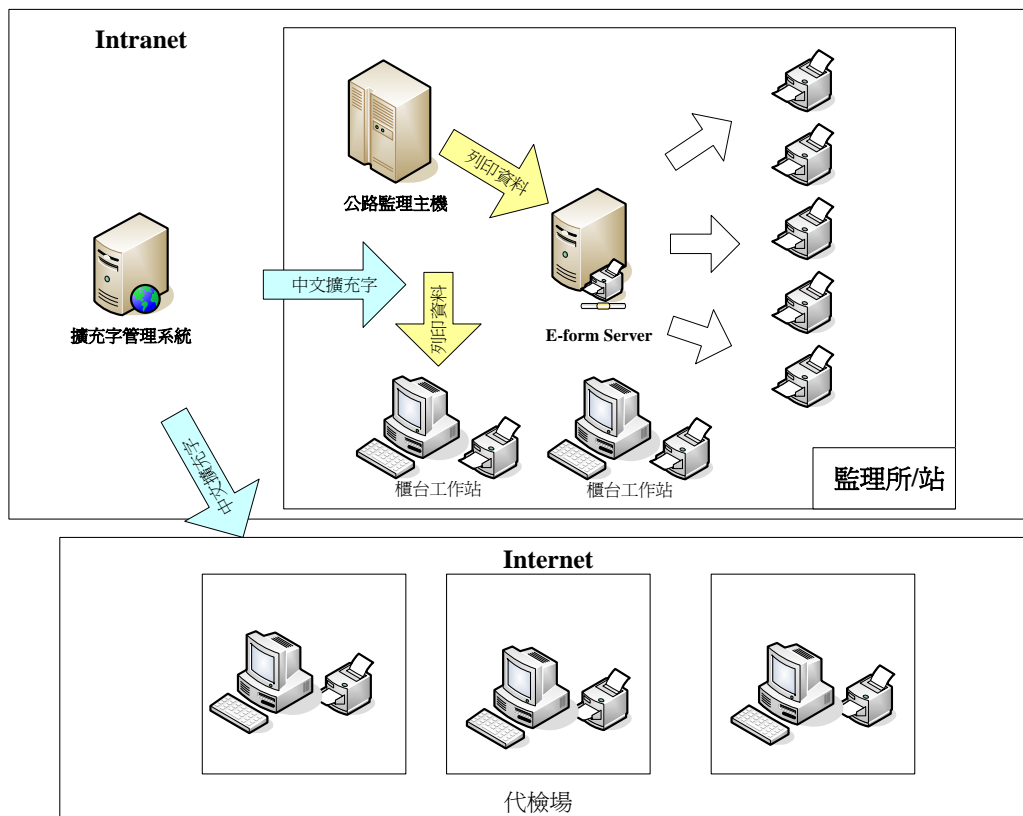 Intranet
公路監理主機
列印資料
中文擴充字
列印資料
擴充字管理系統
E-form Server
櫃台工作站
櫃台工作站
監理所/站
中文擴充字
Internet
代檢場